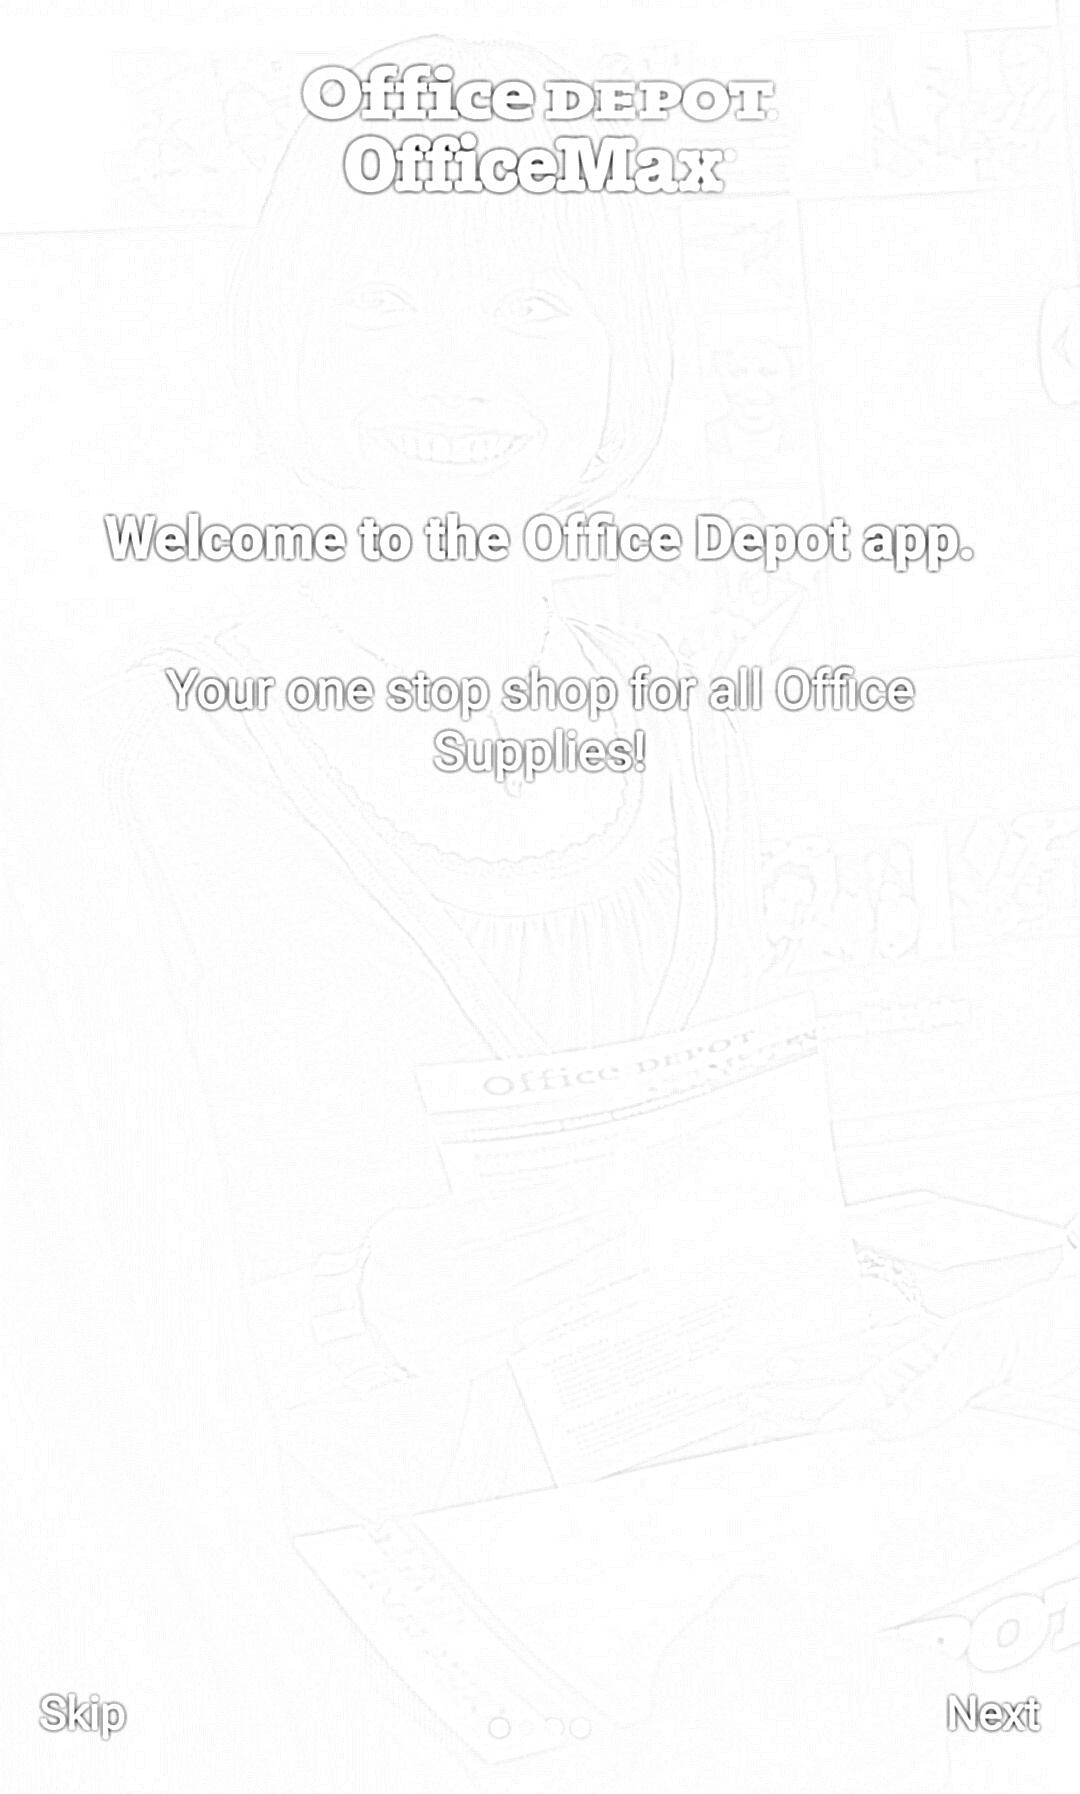 Office DEPOT
OfficeMax
Welcome to the Office Depot app.
Your one stop shop for all Office
Supplies!
Office DEPOT
POT
Skip
Next